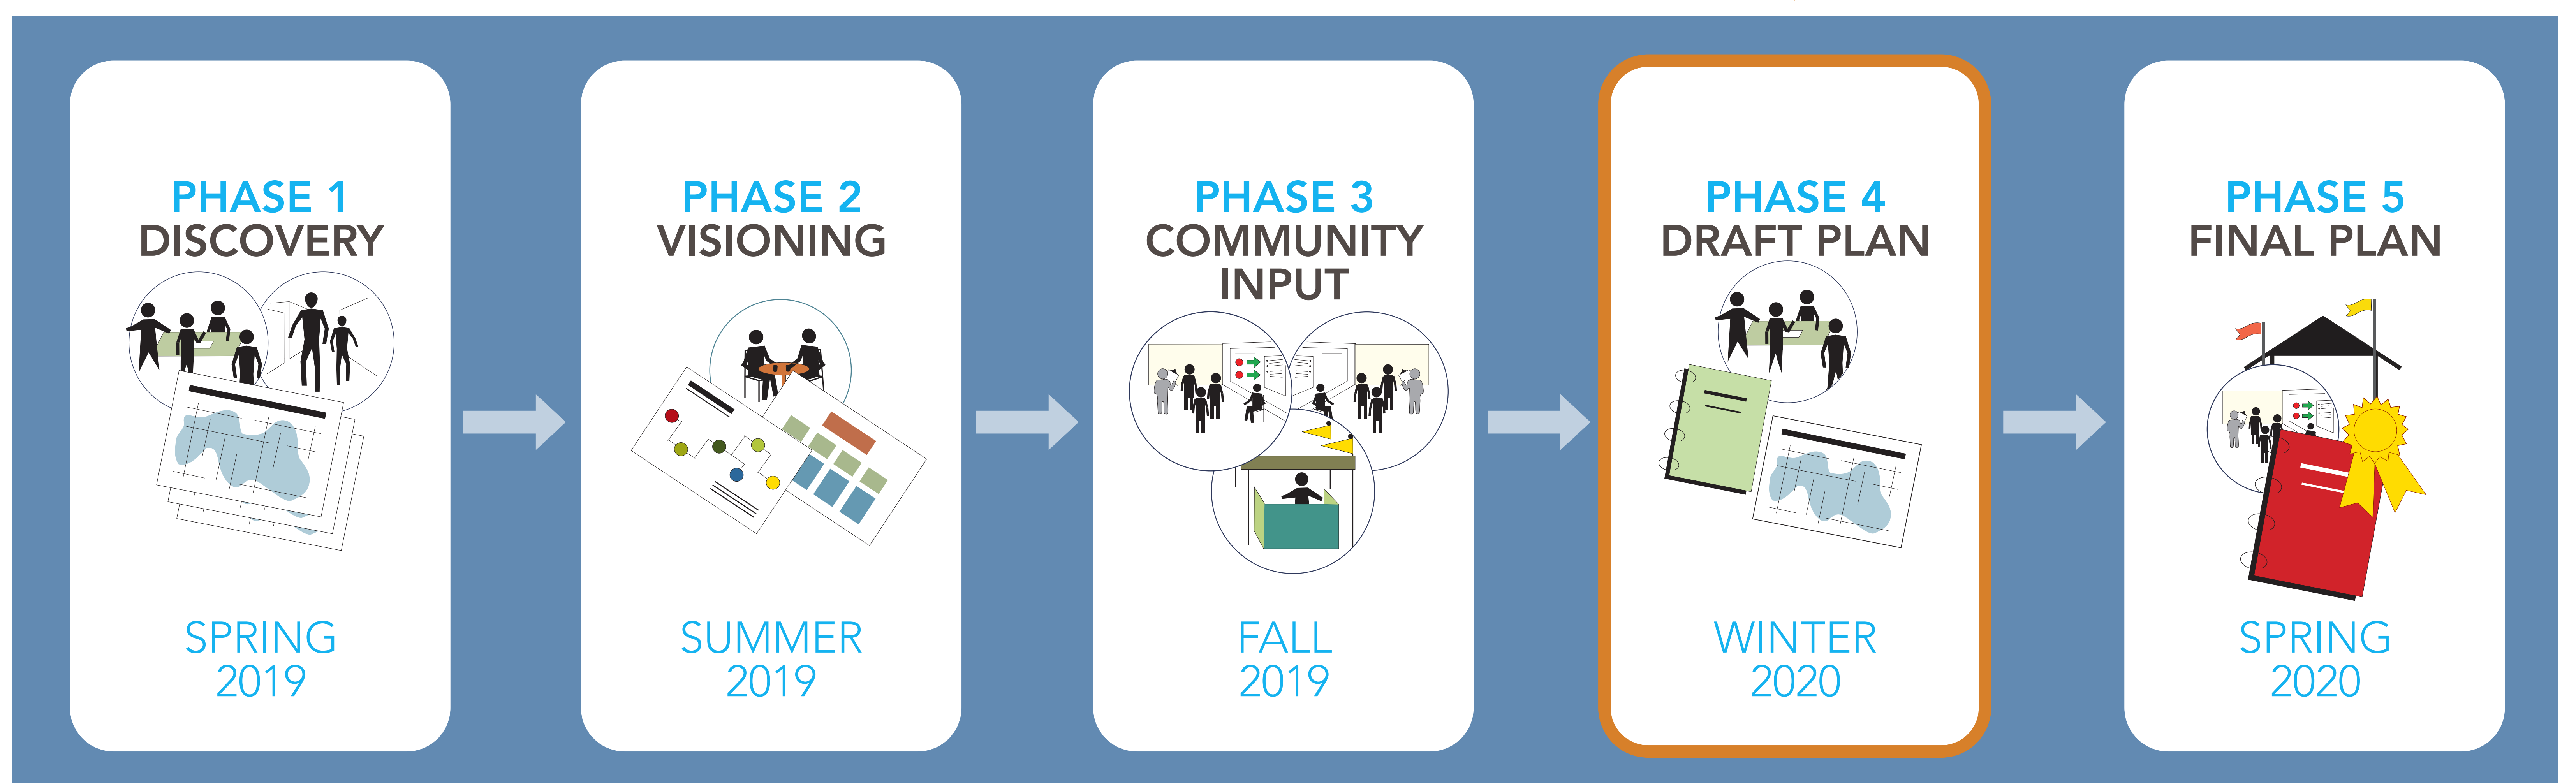 PHASE 1
DISCOVERY
SPRING
2019
PHASE 2
VISIONING
SUMMER
2019
PHASE 3
COMMUNITY
INPUT
FALL
2019
PHASE 4
DRAFT PLAN
WINTER
2020
PHASE 5
FINAL PLAN
SPRING
2020